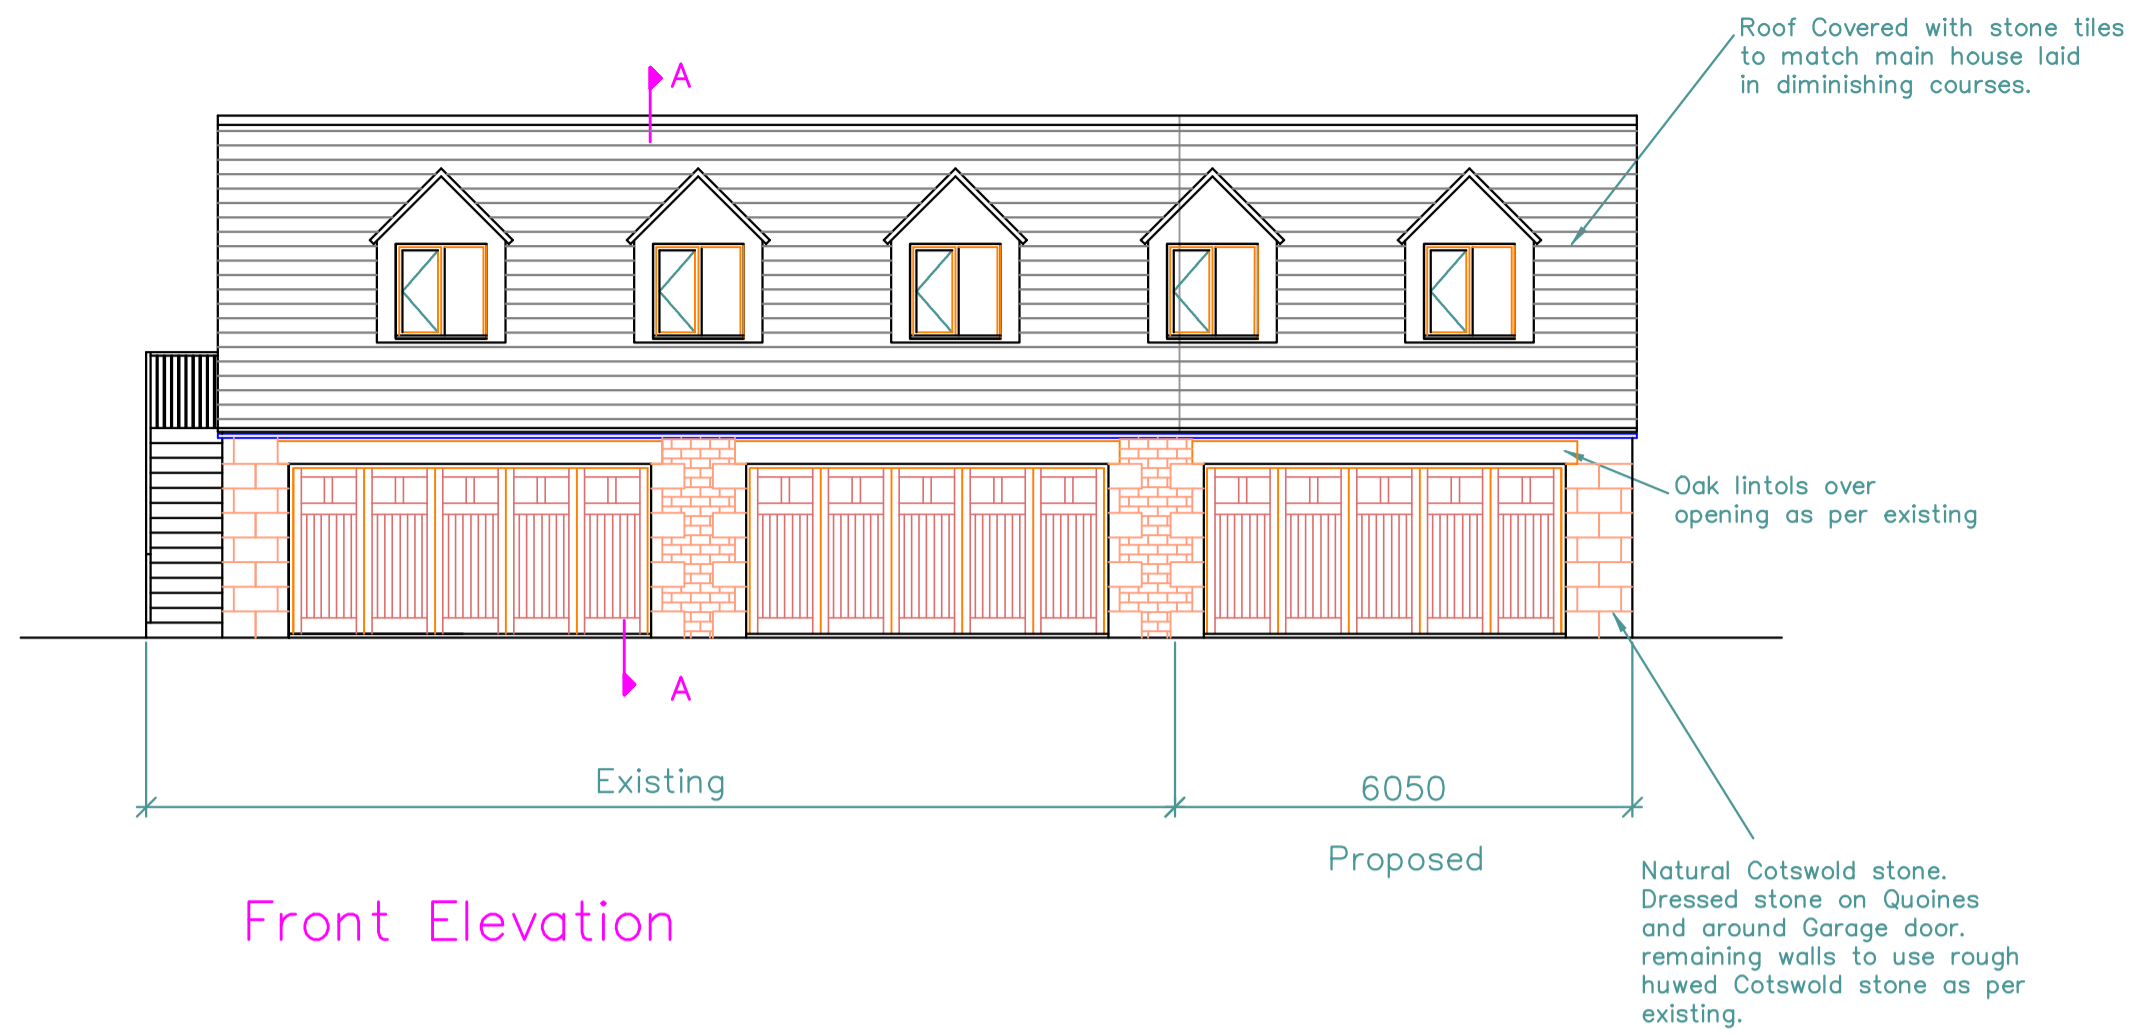 Roof Covered with stone tiles
to match main house laid
in diminishing courses.
A
Oak lintols over
opening as per existing
A
Existing
6050
Proposed
Natural Cotswold stone.
Dressed stone on Quoines
and around Garage door.
remaining walls to use rough
huwed Cotswold stone as per
existing.
Front Elevation